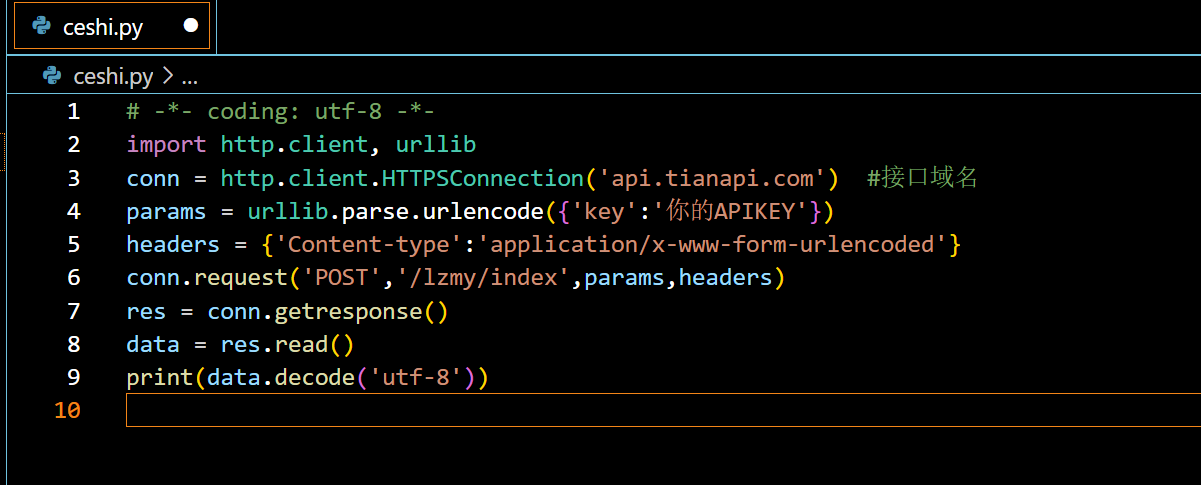 ceshi.py
ceshi.py > ...
1 # -*- coding: utf-8 -*-
2 import http.client, urllib
3 conn = http.client.HTTPSConnection('api.tianapi.com')  #接口域名
4 params = urllib.parse.urlencode({'key':'你的APIKEY'})
5 headers = {'Content-type':'application/x-www-form-urlencoded'}
6 conn.request('POST','/lzmy/index',params,headers)
7 res = conn.getresponse()
8 data = res.read()
9 print(data.decode('utf-8'))
10